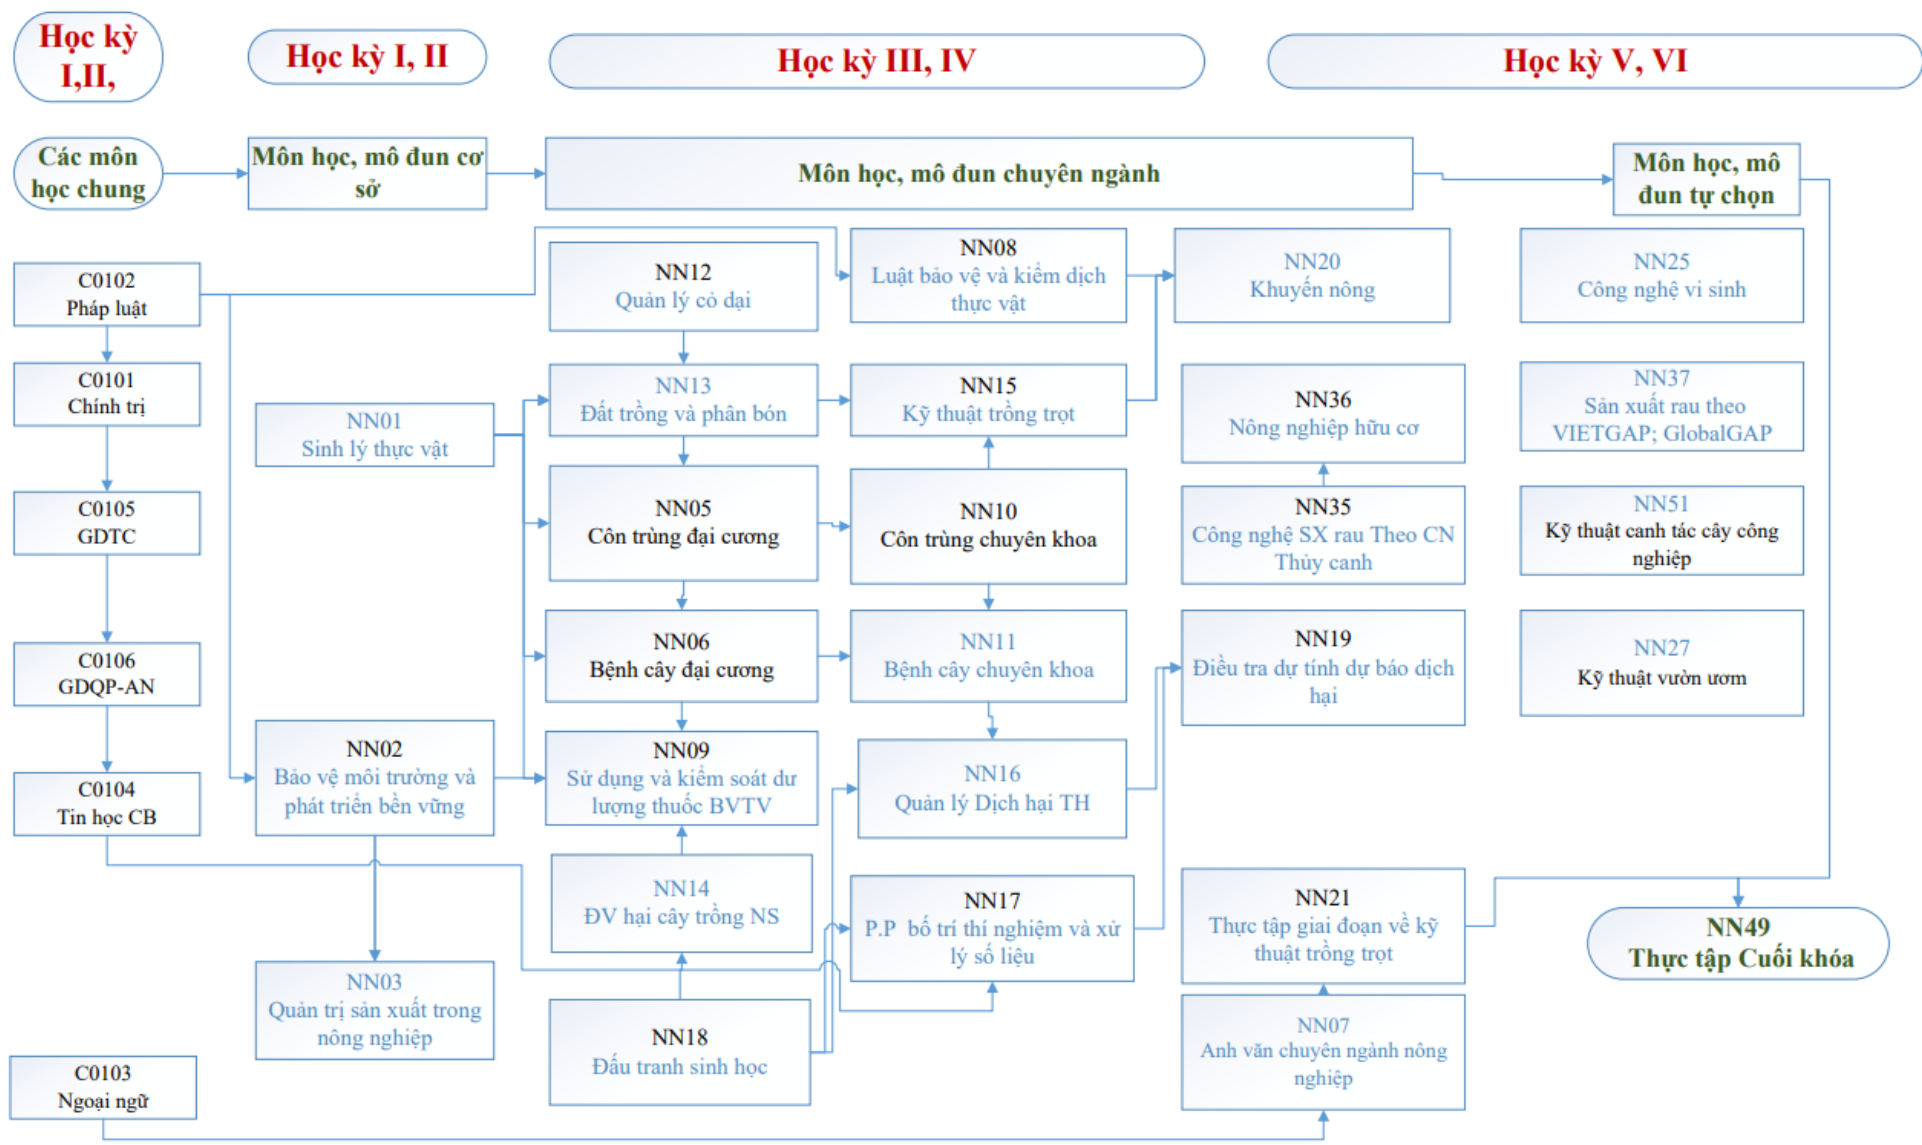 Học kỳ
I,II,
Học kỳ I, II
Học kỳ III, IV
Học kỳ V, VI
Các môn
học chung
Môn học, mô đun cơ
sở
Môn học, mô đun chuyên ngành
Môn học, mô
đun tự chọn
C0102
Pháp luật
C0101
Chính trị
C0105
GDTC
C0106
GDQP-AN
C0104
Tin học CB
C0103
Ngoại ngữ
NN01
Sinh lý thực vật
NN02
Bảo vệ môi trường và
phát triển bền vững
NN03
Quản trị sản xuất trong
nông nghiệp
NN12
Quản lý cỏ dại
NN13
Đất trồng và phân bón
NN05
Côn trùng đại cương
NN06
Bệnh cây đại cương
NN09
Sử dụng và kiểm soát dư
lượng thuốc BVTV
NN14
ĐV hại cây trồng NS
NN18
Đấu tranh sinh học
NN08
Luật bảo vệ và kiểm dịch
thực vật
NN15
Kỹ thuật trồng trọt
NN10
Côn trùng chuyên khoa
NN11
Bệnh cây chuyên khoa
NN16
Quản lý Dịch hại TH
NN17
P.P bố trí thí nghiệm và xử
lý số liệu
NN20
Khuyến nông
NN36
Nông nghiệp hữu cơ
NN35
Công nghệ SX rau Theo CN
Thủy canh
NN19
Điều tra dự tính dự báo dịch
hại
NN21
Thực tập giai đoạn về kỹ
thuật trồng trọt
NN07
Anh văn chuyên ngành nông
nghiệp
NN25
Công nghệ vi sinh
NN37
Sản xuất rau theo
VIETGAP; GlobalGAP
NN51
Kỹ thuật canh tác cây công
nghiệp
NN27
Kỹ thuật vườn ươm
NN49
Thực tập Cuối khóa